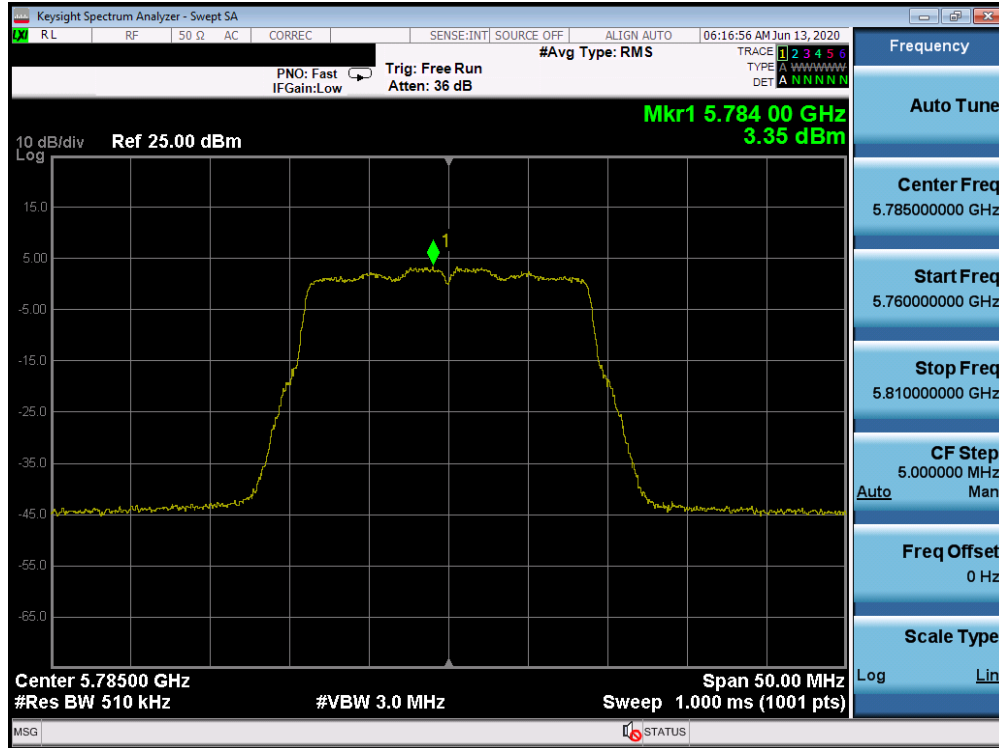 Keysight Spectrum Analyzer - Swept SA
LXI RL RF 50 Ω AC CORREC SENSE:INT SOURCE OFF ALIGN AUTO 06:16:56 AM Jun 13, 2020
#Avg Type: RMS
TRACE 1 2 3 4 5 6
PNO: Fast Trig: Free Run
TYPE A WWWWW
IFGain:Low Atten: 36 dB
DET A N N N N N
Mkr1 5.784 00 GHz
10 dB/div Ref 25.00 dBm 3.35 dBm
Log
1
15.0
5.00
-5.00
-15.0
-25.0
-35.0
-45.0
-55.0
-65.0
Center 5.78500 GHz Span 50.00 MHz
#Res BW 510 kHz #VBW 3.0 MHz Sweep 1.000 ms (1001 pts)
MSG STATUS
Frequency
Auto Tune
Center Freq
5.785000000 GHz
Start Freq
5.760000000 GHz
Stop Freq
5.810000000 GHz
CF Step
5.000000 MHz
Auto Man
Freq Offset
0 Hz
Scale Type
Log Lin